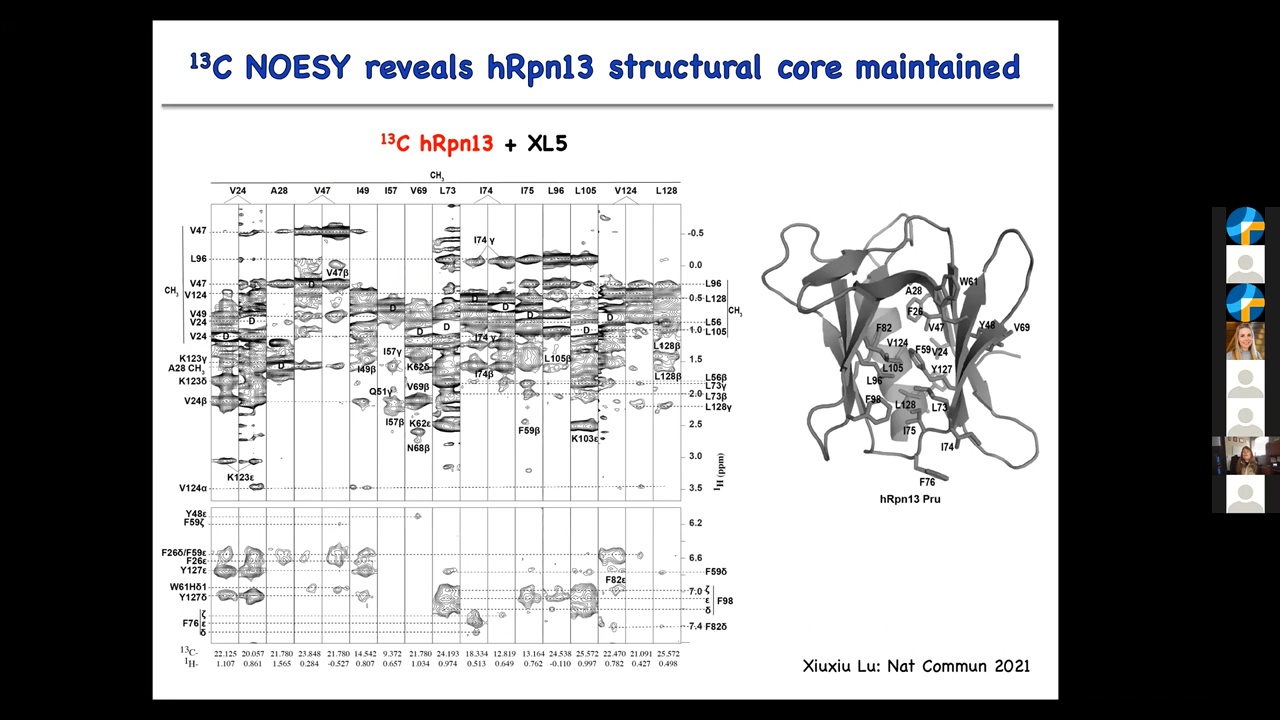 ¹³C NOESY reveals hRpn13 structural core maintained
¹³C hRpn13 + XL5
CH₃
V24 A28 V47 I49 I57 V69 L73 I74 I75 L96 L105 V124 L128
V47
L96
V47
CH₃
V124
V49
V24
V24
K123γ
A28 CH₃
K123δ
V24β
V124α
I74 γ
V47β
D
D
D
D
D
D
D
D
D
D
D
I74 γ
I57γ
I49β
K62δ
I74β
L105β
L128β
L128β
Q51γ
V69β
I57β
K62ε
N68β
F59β
K103ε
K123ε
-0.5
0.0
L96
0.5 L128
CH₃
L56
1.0 L105
1.5
L56β
L73γ
2.0 L73β
L128γ
2.5
3.0
3.5
¹H (ppm)
Y48ε
F59ζ
F26δ/F59ε
F26ε
Y127ε
W61Hδ1
Y127δ
ζ
F76 ε
δ
F82ε
6.2
6.6
F59δ
7.0 ζ
ε F98
δ
7.4 F82δ
¹³C- 22.125 20.057 21.780 23.848 21.780 14.542 9.372 21.780 24.193 18.334 12.819 13.164 24.538 25.572 22.470 21.091 25.572
¹H- 1.107 0.861 1.565 0.284 -0.527 0.807 0.657 1.034 0.974 0.513 0.649 0.762 -0.110 0.997 0.782 0.427 0.498
W61
A28
F26
V47
Y48
V69
F82
V124
F59
V24
L105
Y127
L96
F98
L128
L73
I75
I74
F76
hRpn13 Pru
Xiuxiu Lu: Nat Commun 2021